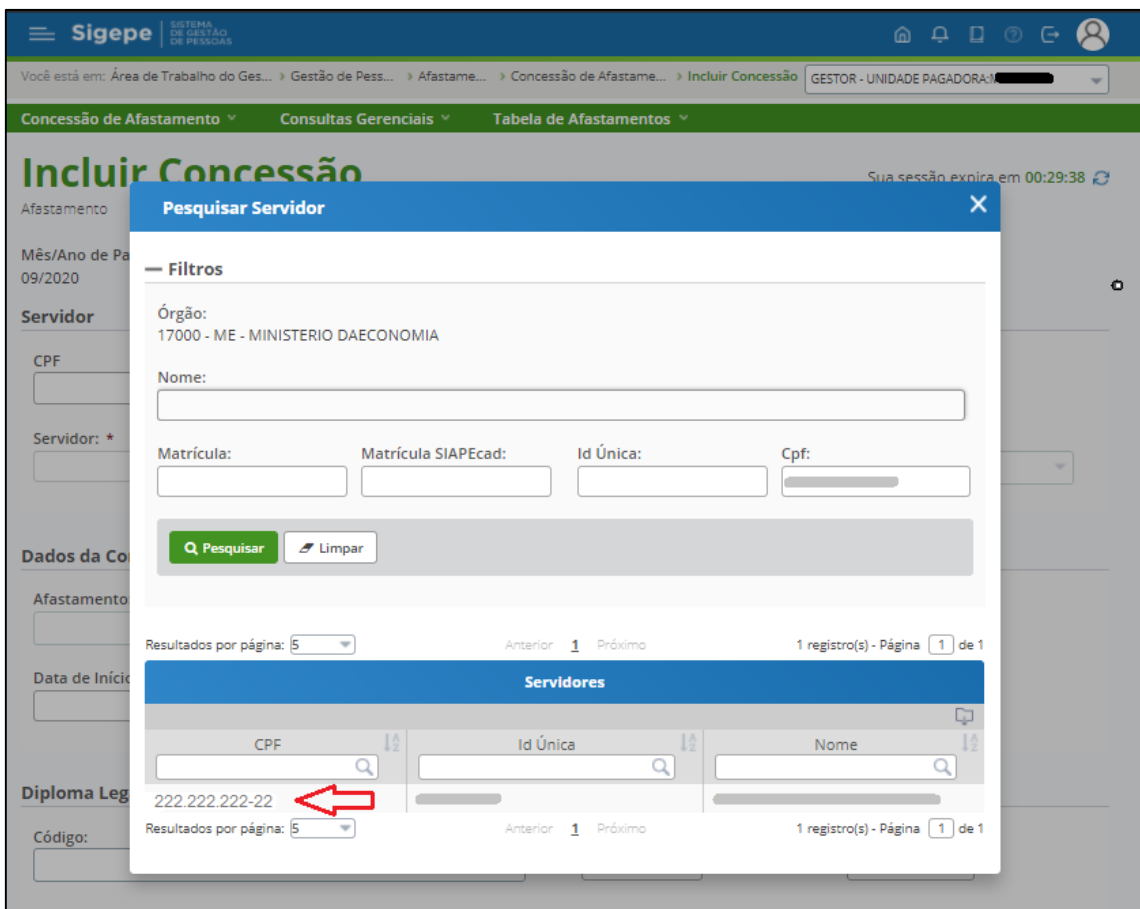 Sigepe SISTEMA DE GESTÃO DE PESSOAS
Você está em: Área de Trabalho do Ges... › Gestão de Pess... › Afastame... › Concessão de Afastame... › Incluir Concessão GESTOR - UNIDADE PAGADORA:
Concessão de Afastamento Consultas Gerenciais Tabela de Afastamentos
Incluir Concessão
Sua sessão expira em 00:29:38
Afastamento
Pesquisar Servidor
Mês/Ano de Pa
09/2020
Filtros
Servidor
Órgão:
17000 - ME - MINISTERIO DAECONOMIA
CPF
Nome:
Servidor: *
Matrícula: Matrícula SIAPEcad: Id Única: Cpf:
Pesquisar Limpar
Dados da Co
Afastamento
Resultados por página: 5 Anterior 1 Próximo 1 registro(s) - Página 1 de 1
Data de Iníci
Servidores
CPF Id Única Nome
Diploma Leg
222.222.222-22
Resultados por página: 5 Anterior 1 Próximo 1 registro(s) - Página 1 de 1
Código: